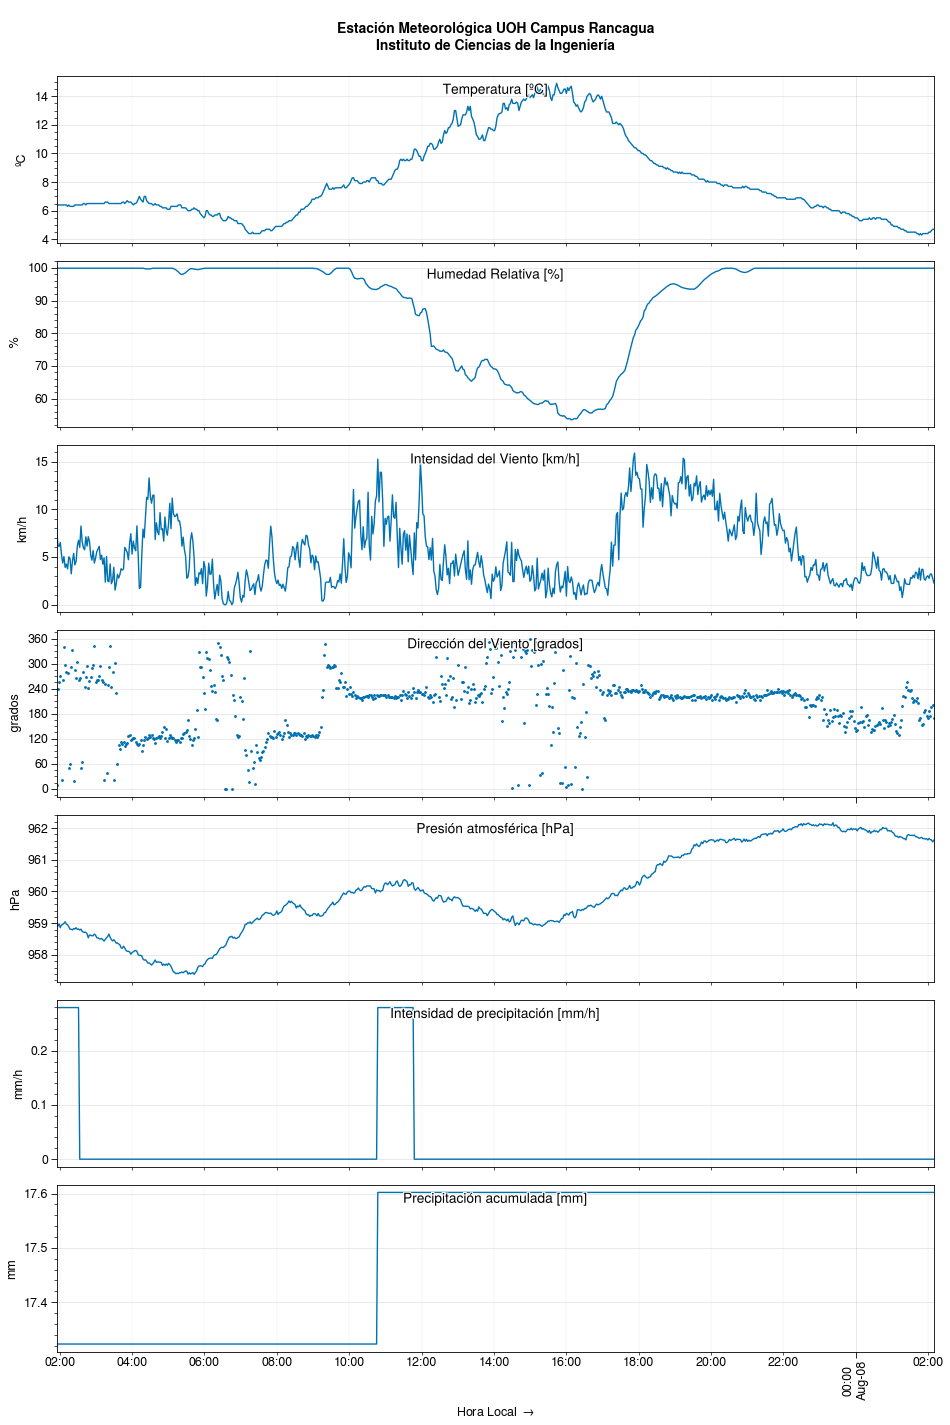 Estación Meteorológica UOH Campus Rancagua
Instituto de Ciencias de la Ingeniería
Temperatura [ºC]
14
12
10
8
6
4
ºC
Humedad Relativa [%]
100
90
80
70
60
%
Intensidad del Viento [km/h]
15
10
5
0
km/h
Dirección del Viento [grados]
360
300
240
180
120
60
0
grados
Presión atmosférica [hPa]
962
961
960
959
958
hPa
Intensidad de precipitación [mm/h]
0.2
0.1
0
mm/h
Precipitación acumulada [mm]
17.6
17.5
17.4
mm
02:00 04:00 06:00 08:00 10:00 12:00 14:00 16:00 18:00 20:00 22:00 00:00 02:00
Aug-08
Hora Local →